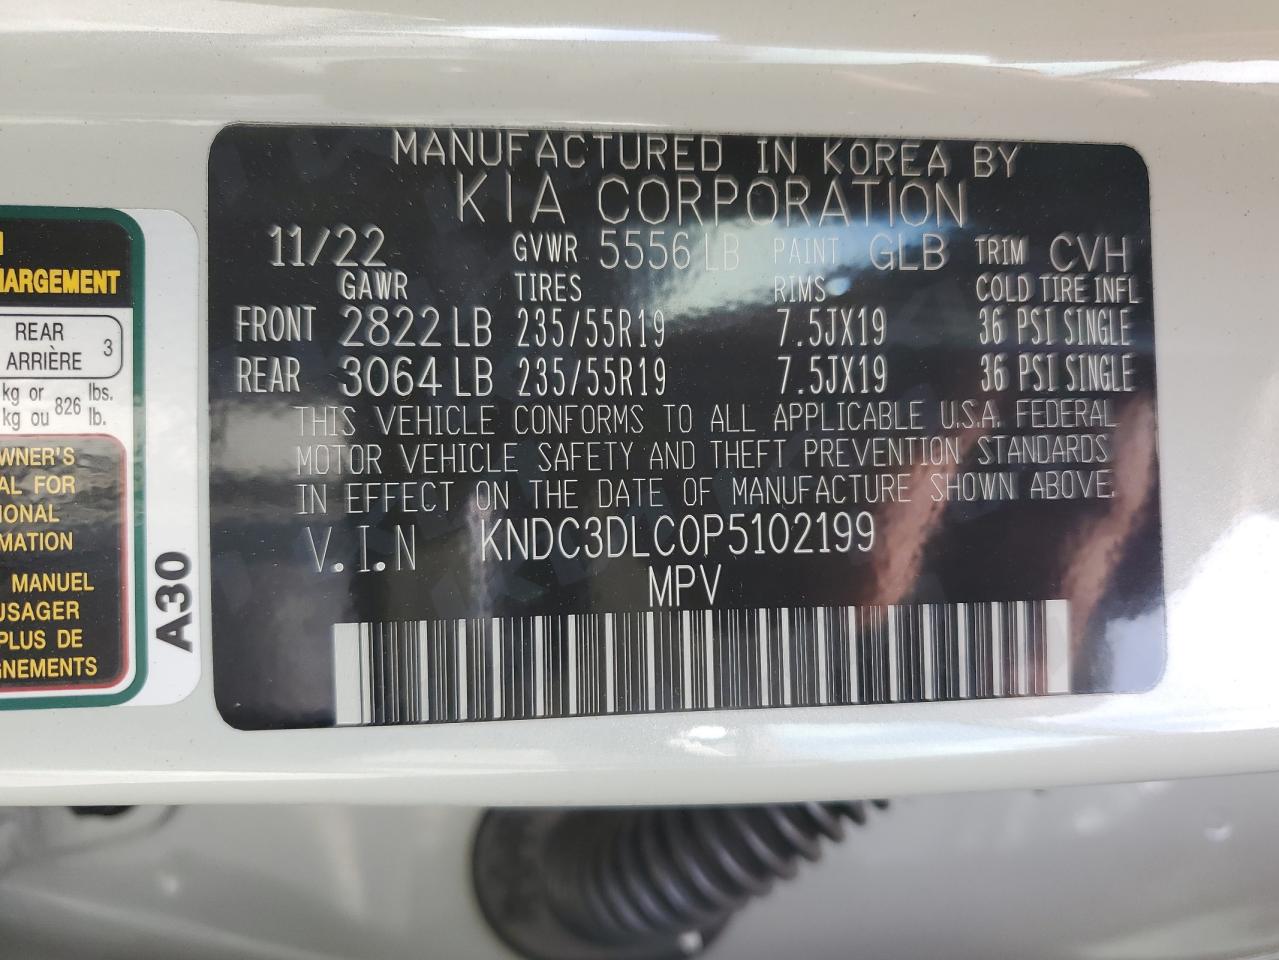 MANUFACTURED IN KOREA BY
KIA CORPORATION
11/22 GVWR 5556 LB PAINT GLB TRIM CVH
GAWR TIRES RIMS COLD TIRE INFL
FRONT 2822 LB 235/55R19 7.5JX19 36 PSI SINGLE
REAR 3064 LB 235/55R19 7.5JX19 36 PSI SINGLE
THIS VEHICLE CONFORMS TO ALL APPLICABLE U.S.A. FEDERAL
MOTOR VEHICLE SAFETY AND THEFT PREVENTION STANDARDS
IN EFFECT ON THE DATE OF MANUFACTURE SHOWN ABOVE.
V.I.N KNDC3DLC0P5102199
MPV
HARGEMENT
REAR
ARRIÈRE 3
kg or 826 lbs.
kg ou lb.
WNER'S
AL FOR
IONAL
MATION
MANUEL
USAGER
PLUS DE
GNEMENTS
A30